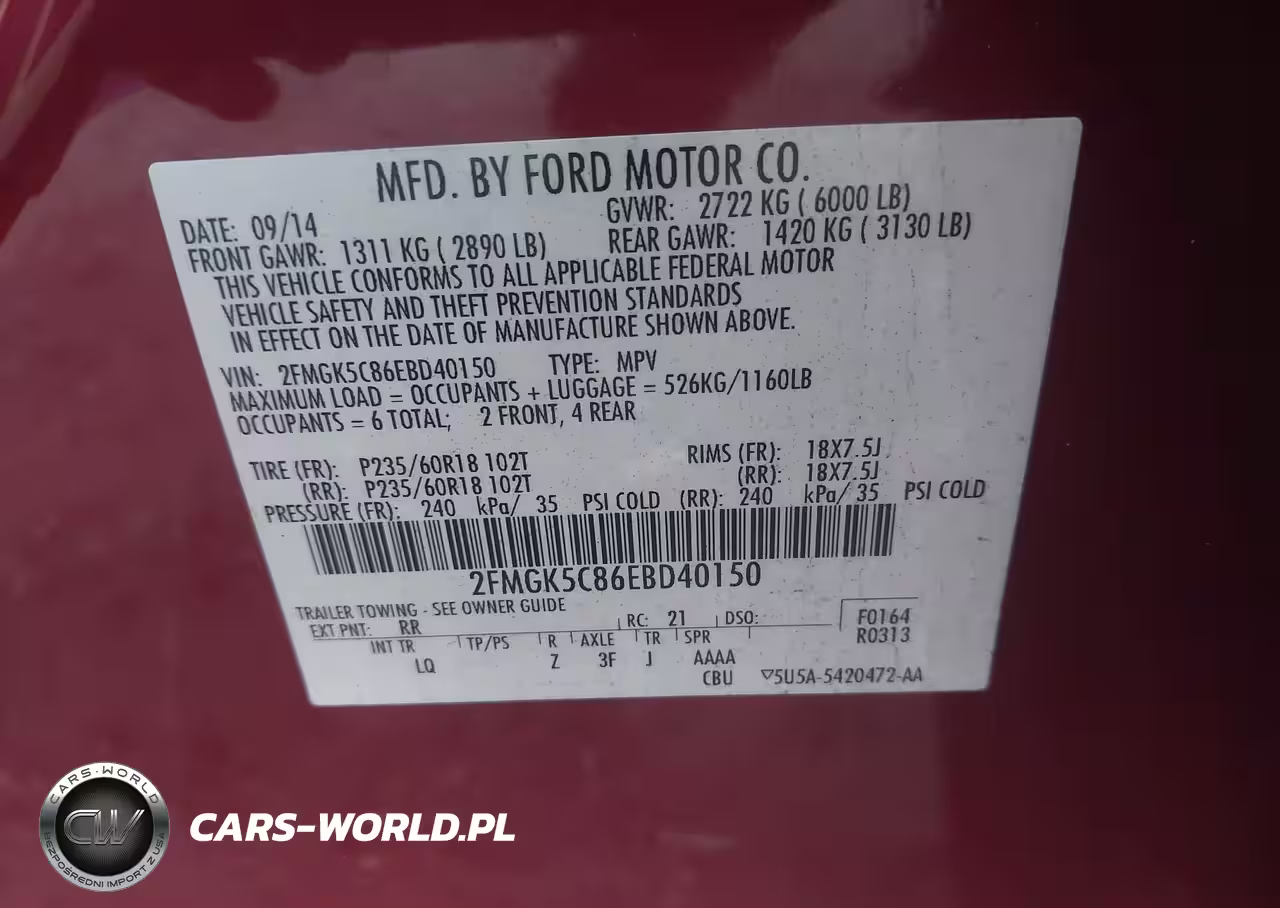 MFD. BY FORD MOTOR CO.
DATE: 09/14 GVWR: 2722 KG ( 6000 LB)
FRONT GAWR: 1311 KG ( 2890 LB) REAR GAWR: 1420 KG ( 3130 LB)
THIS VEHICLE CONFORMS TO ALL APPLICABLE FEDERAL MOTOR
VEHICLE SAFETY AND THEFT PREVENTION STANDARDS
IN EFFECT ON THE DATE OF MANUFACTURE SHOWN ABOVE.
VIN: 2FMGK5C86EBD40150 TYPE: MPV
MAXIMUM LOAD = OCCUPANTS + LUGGAGE = 526KG/1160LB
OCCUPANTS = 6 TOTAL; 2 FRONT, 4 REAR
TIRE (FR): P235/60R18 102T RIMS (FR): 18X7.5J
(RR): P235/60R18 102T (RR): 18X7.5J
PRESSURE (FR): 240 kPa/ 35 PSI COLD (RR): 240 kPa/ 35 PSI COLD
2FMGK5C86EBD40150
TRAILER TOWING - SEE OWNER GUIDE
EXT PNT: RR RC: 21 DSO: F0164
R0313
INT TR TP/PS R AXLE TR SPR
LQ Z 3F J AAAA
CBU ▽5U5A-5420472-AA
CARS-WORLD
CW
BEZPOŚREDNI IMPORT Z USA
CARS-WORLD.PL